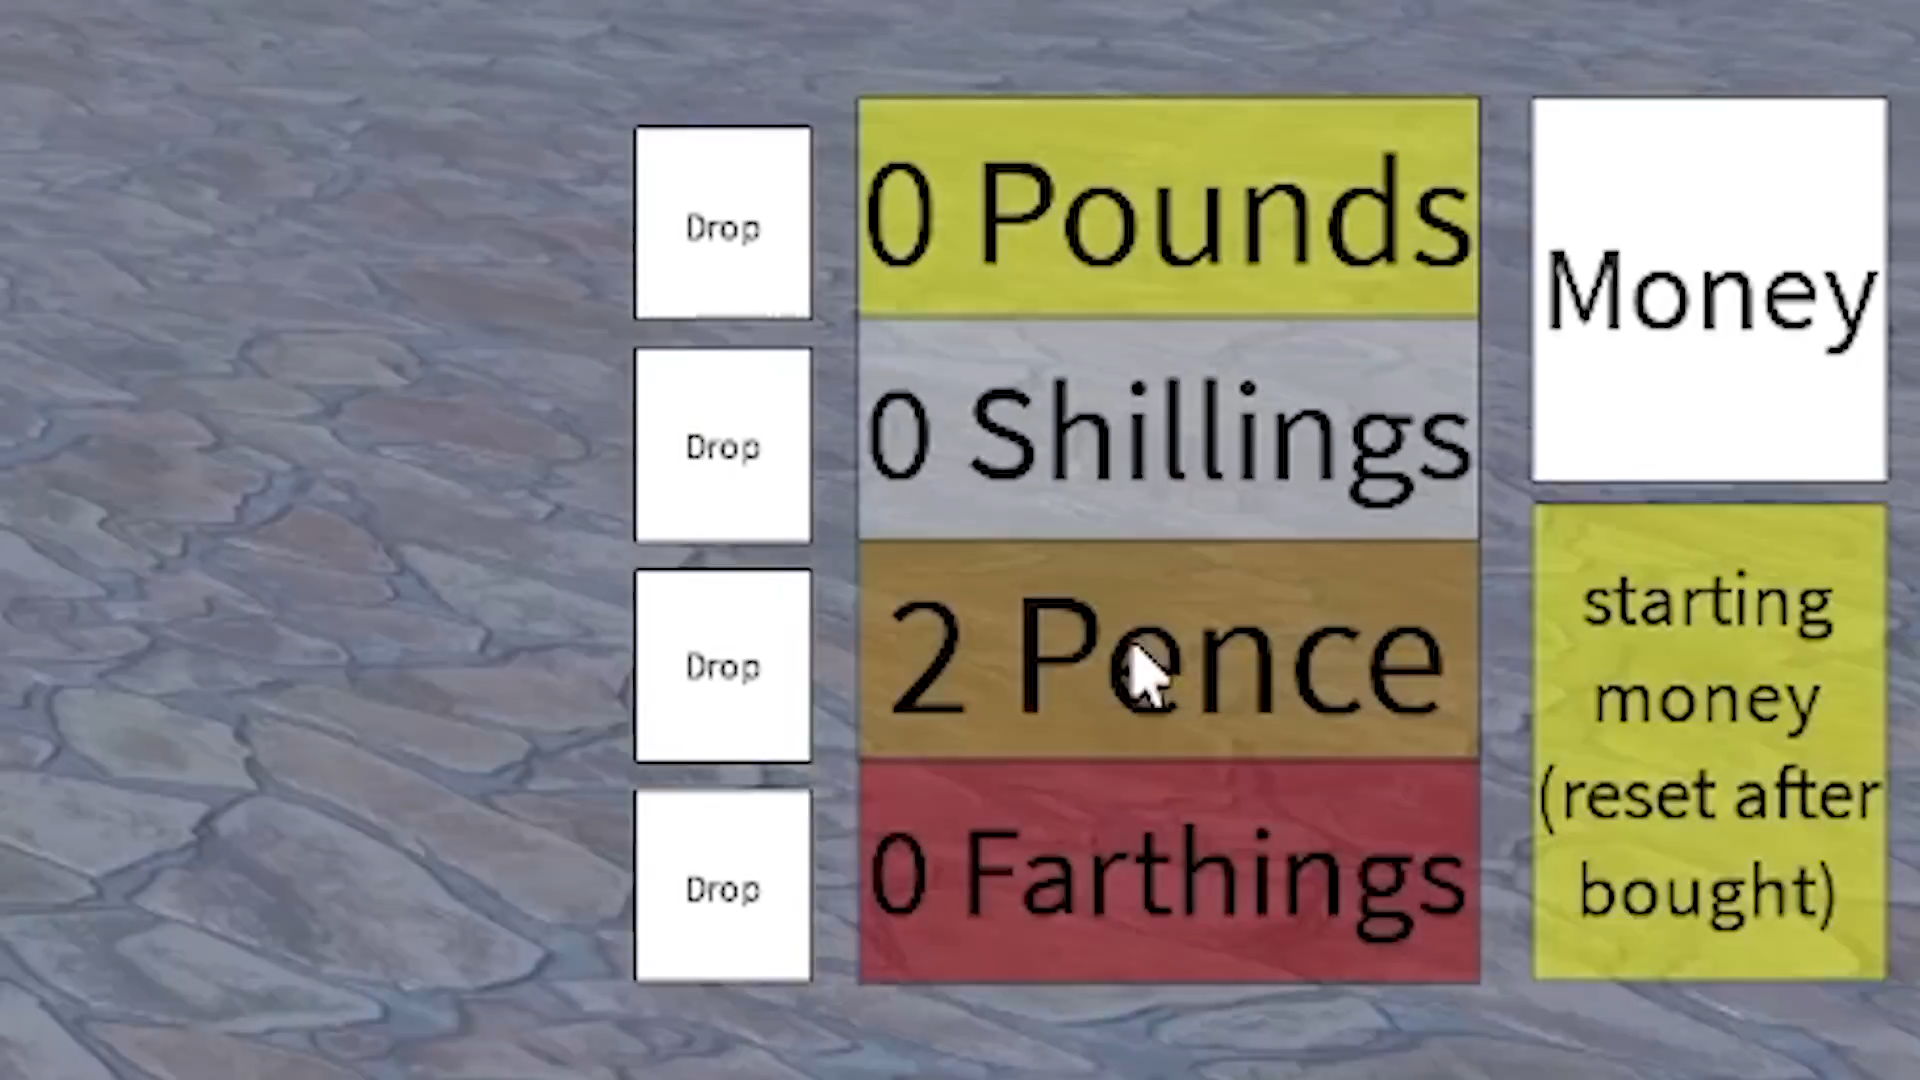 Drop
0 Pounds
Money
Drop
0 Shillings
Drop
2 Pence
starting
money
(reset after
bought)
Drop
0 Farthings